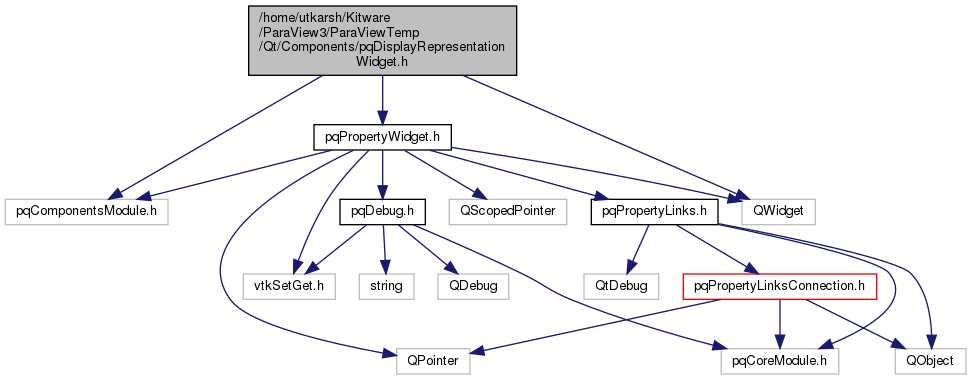 /home/utkarsh/Kitware
/ParaView3/ParaViewTemp
/Qt/Components/pqDisplayRepresentation
Widget.h
pqPropertyWidget.h
pqComponentsModule.h
pqDebug.h
QScopedPointer
pqPropertyLinks.h
QWidget
vtkSetGet.h
string
QDebug
QtDebug
pqPropertyLinksConnection.h
QPointer
pqCoreModule.h
QObject